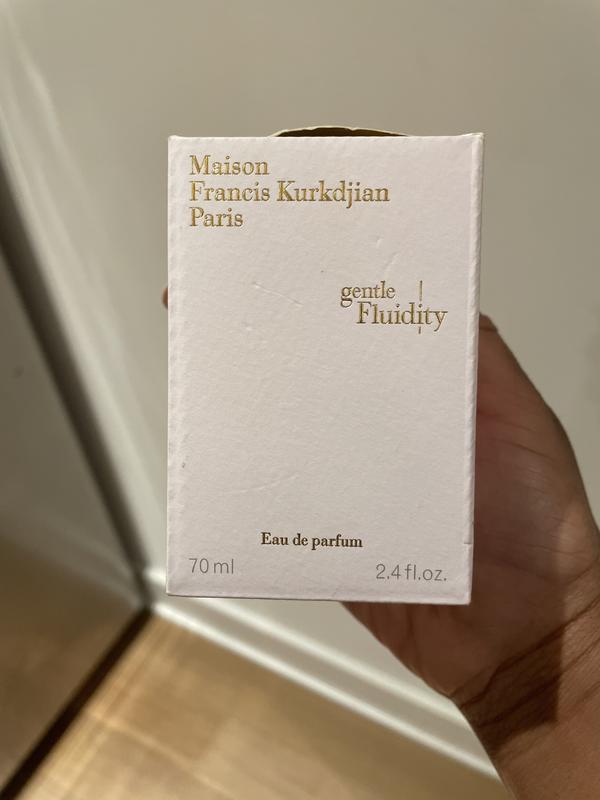 Maison
Francis Kurkdjian
Paris
gentle
Fluidity
Eau de parfum
70 ml
2.4 fl.oz.